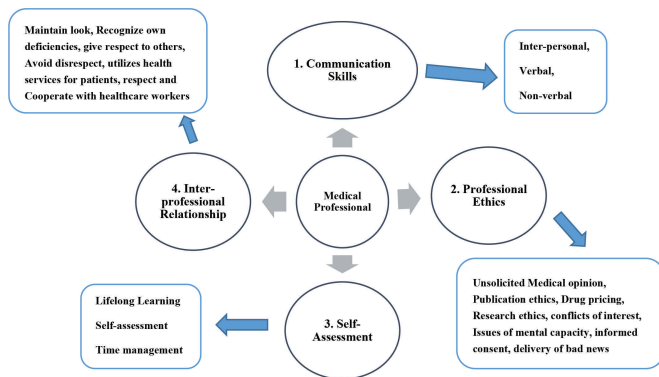 Maintain look, Recognize own
deficiencies, give respect to others,
Avoid disrespect, utilizes health
services for patients, respect and
Cooperate with healthcare workers
1. Communication
Skills
Inter-personal,
Verbal,
Non-verbal
4. Inter-
professional
Relationship
Medical
Professional
2. Professional
Ethics
Lifelong Learning
Self-assessment
Time management
3. Self-
Assessment
Unsolicited Medical opinion,
Publication ethics, Drug pricing,
Research ethics, conflicts of interest,
Issues of mental capacity, informed
consent, delivery of bad news